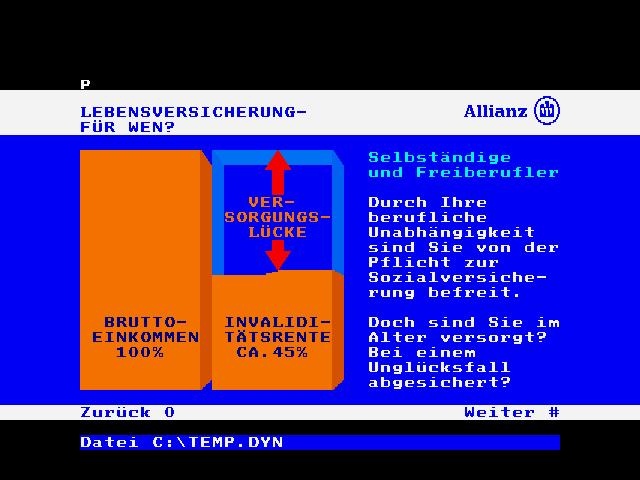 P
LEBENSVERSICHERUNG-
FÜR WEN?
Allianz
VER-
SORGUNGS-
LÜCKE
BRUTTO-
EINKOMMEN
100%
INVALIDI-
TÄTSRENTE
CA.45%
Selbständige
und Freiberufler
Durch Ihre
berufliche
Unabhängigkeit
sind Sie von der
Pflicht zur
Sozialversiche-
rung befreit.
Doch sind Sie im
Alter versorgt?
Bei einem
Unglücksfall
abgesichert?
Zurück 0
Weiter #
Datei C:\TEMP.DYN